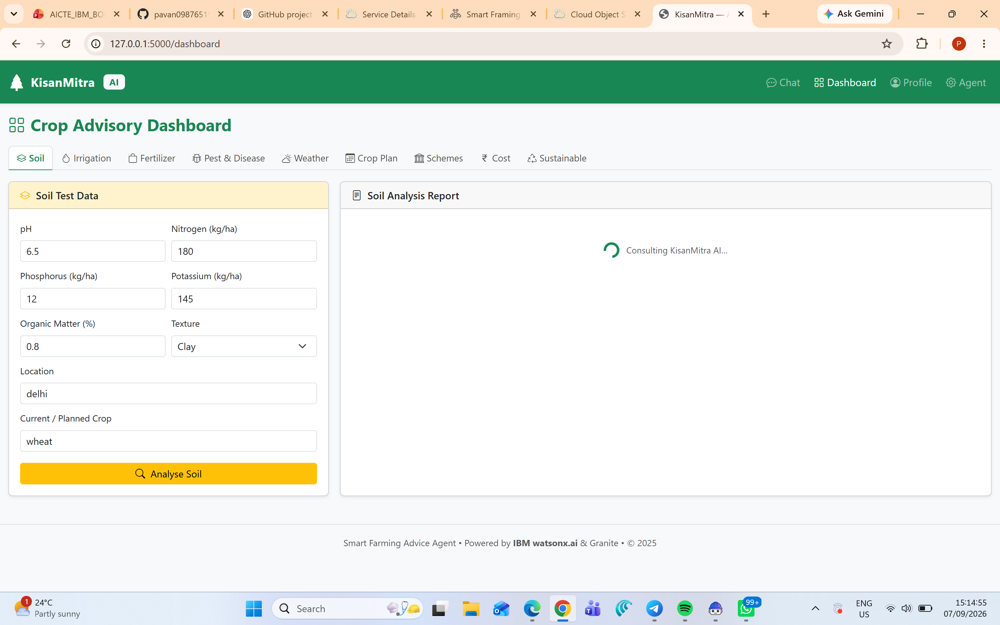 AICTE_IBM_BO
pavan09876515
GitHub project
Service Details
Smart Framing
Cloud Object S
KisanMitra —
Ask Gemini
127.0.0.1:5000/dashboard
P
KisanMitra AI
Chat
Dashboard
Profile
Agent
Crop Advisory Dashboard
Soil
Irrigation
Fertilizer
Pest & Disease
Weather
Crop Plan
Schemes
₹ Cost
Sustainable
Soil Test Data
pH
Nitrogen (kg/ha)
6.5
180
Phosphorus (kg/ha)
Potassium (kg/ha)
12
145
Organic Matter (%)
Texture
0.8
Clay
Location
delhi
Current / Planned Crop
wheat
Analyse Soil
Soil Analysis Report
Consulting KisanMitra AI...
Smart Farming Advice Agent • Powered by IBM watsonx.ai & Granite • © 2025
1
24°C
Partly sunny
Search
99+
ENG
US
15:14:55
07/09/2026